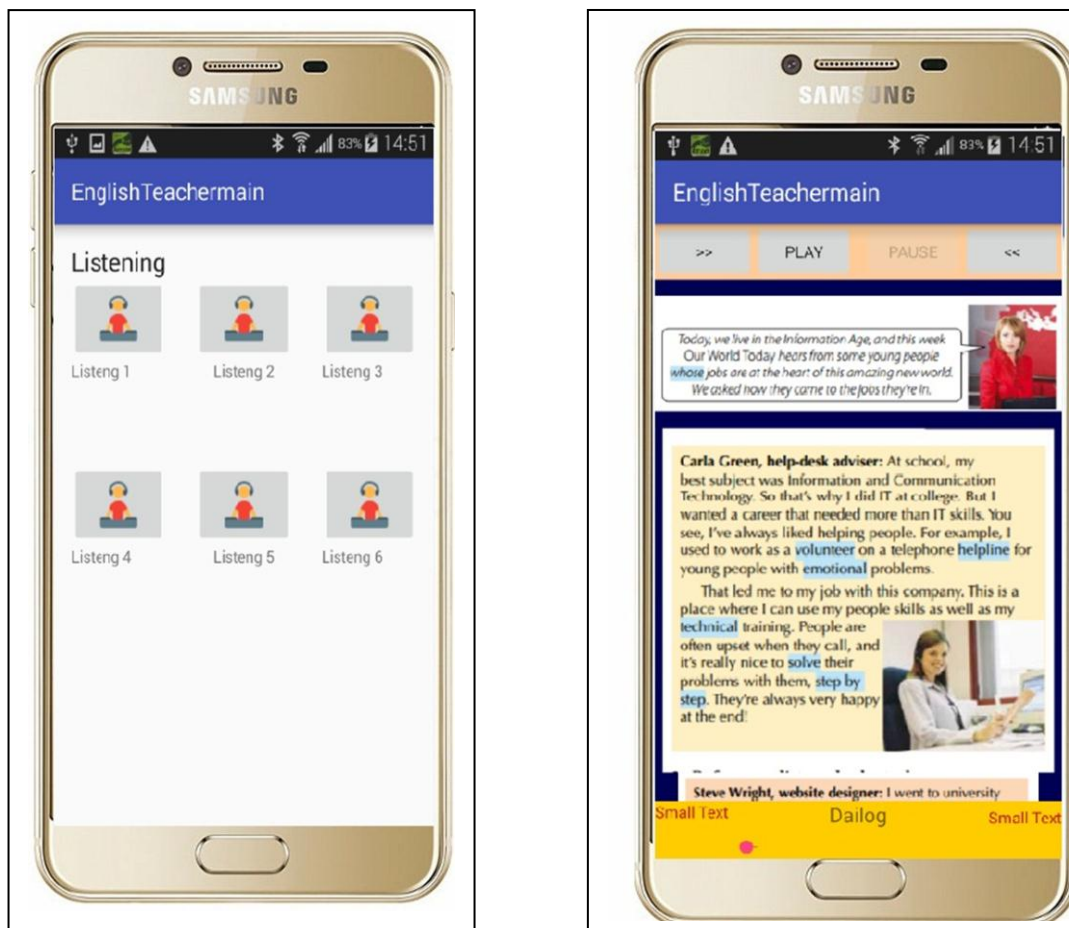 SAMSUNG
83% 14:51
EnglishTeachermain
Listening
Listeng 1
Listeng 2
Listeng 3
Listeng 4
Listeng 5
Listeng 6
SAMSUNG
83% 14:51
EnglishTeachermain
>> PLAY PAUSE <<
Today, we live in the Information Age, and this week
Our World Today hears from some young people
whose jobs are at the heart of this amazing new world.
We asked how they came to the jobs they're in.
Carla Green, help-desk adviser: At school, my
best subject was Information and Communication
Technology. So that's why I did IT at college. But I
wanted a career that needed more than IT skills. You
see, I've always liked helping people. For example, I
used to work as a volunteer on a telephone helpline for
young people with emotional problems.
That led me to my job with this company. This is a
place where I can use my people skills as well as my
technical training. People are
often upset when they call, and
it's really nice to solve their
problems with them, step by
step. They're always very happy
at the end!
Steve Wright, website designer: I went to university
Small Text Dailog Small Text